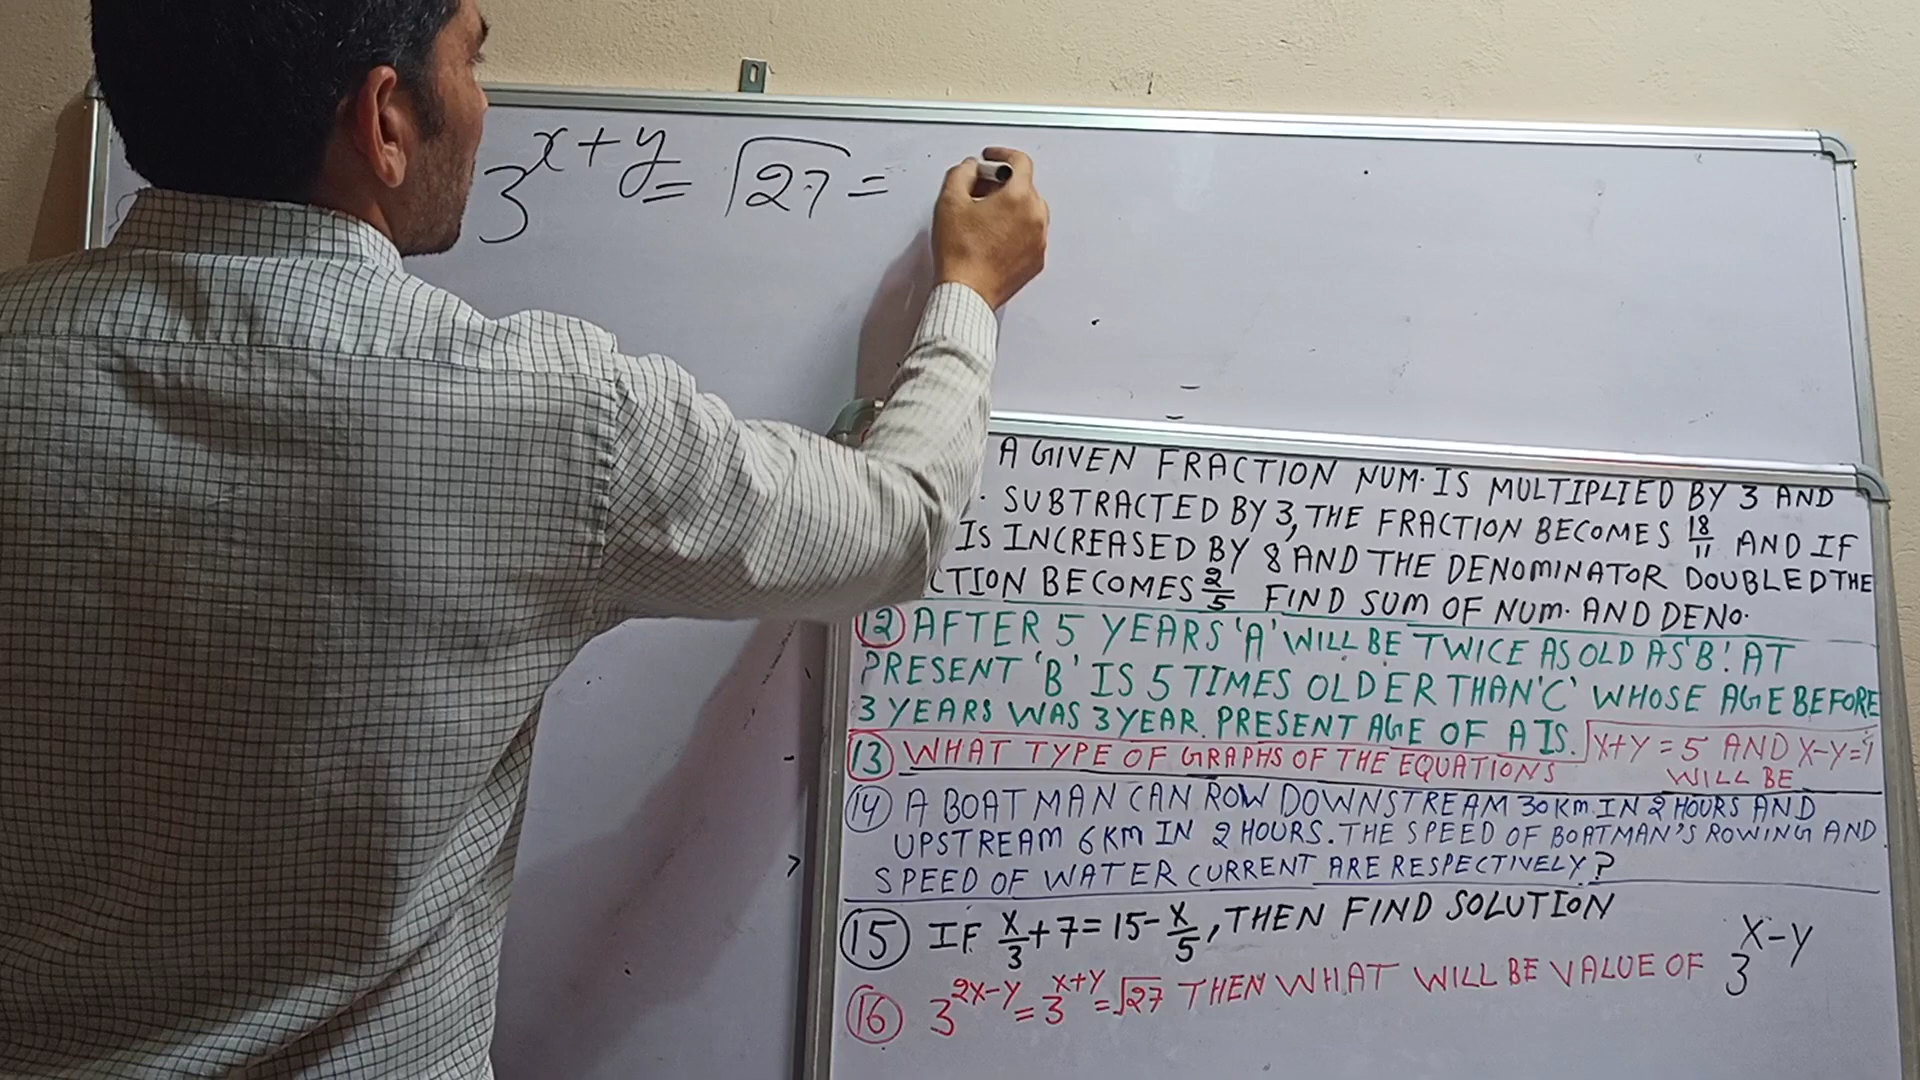 3^{x+y} = √27 =
A GIVEN FRACTION NUM. IS MULTIPLIED BY 3 AND
. SUBTRACTED BY 3, THE FRACTION BECOMES 18/11 AND IF
IS INCREASED BY 8 AND THE DENOMINATOR DOUBLED THE
CTION BECOMES 2/5 FIND SUM OF NUM. AND DENO.
12 AFTER 5 YEARS 'A' WILL BE TWICE AS OLD AS 'B'. AT
PRESENT 'B' IS 5 TIMES OLDER THAN 'C' WHOSE AGE BEFORE
3 YEARS WAS 3 YEAR. PRESENT AGE OF A IS.
13 WHAT TYPE OF GRAPHS OF THE EQUATIONS X+Y = 5 AND X-Y=
WILL BE
14 A BOATMAN CAN ROW DOWNSTREAM 30 Km. IN 2 HOURS AND
UPSTREAM 6 KM IN 2 HOURS. THE SPEED OF BOATMAN'S ROWING AND
SPEED OF WATER CURRENT ARE RESPECTIVELY?
15 IF x/3 + 7 = 15 - x/5, THEN FIND SOLUTION
16 3^{2X-Y} = 3^{X+Y} = √27 THEN WHAT WILL BE VALUE OF 3^{X-Y}